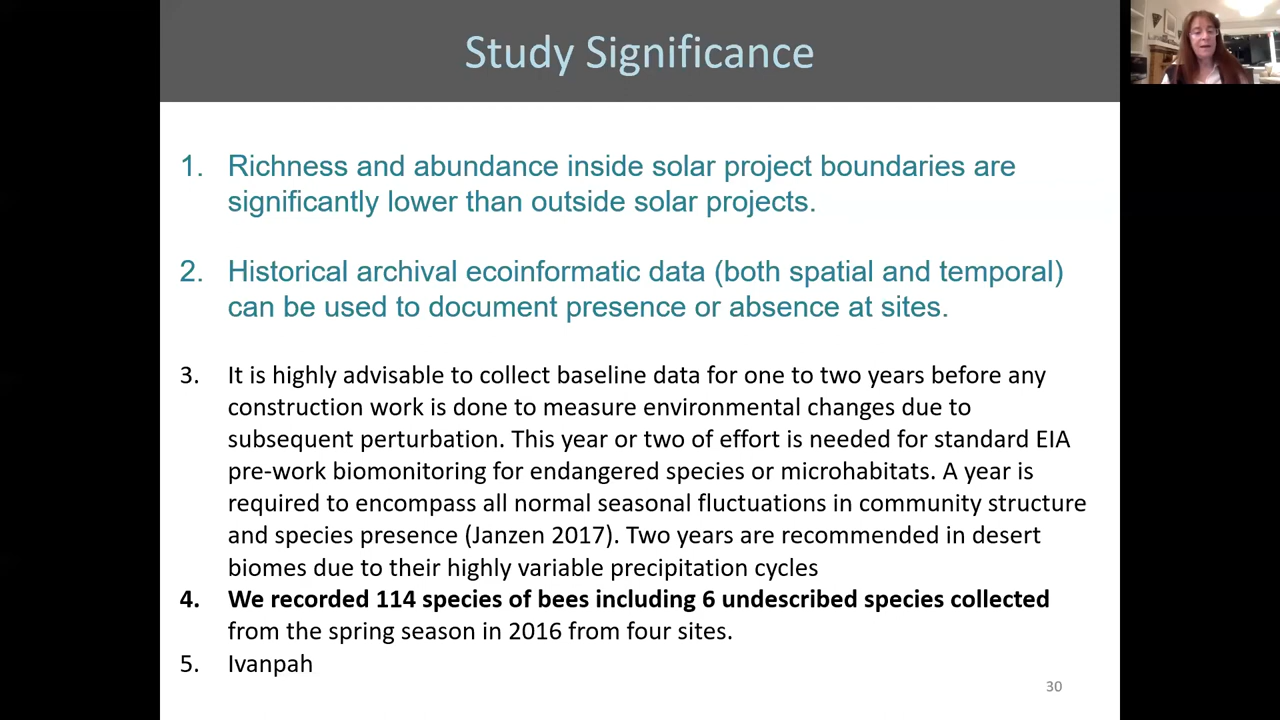 Study Significance
1. Richness and abundance inside solar project boundaries are
significantly lower than outside solar projects.
2. Historical archival ecoinformatic data (both spatial and temporal)
can be used to document presence or absence at sites.
3. It is highly advisable to collect baseline data for one to two years before any
construction work is done to measure environmental changes due to
subsequent perturbation. This year or two of effort is needed for standard EIA
pre-work biomonitoring for endangered species or microhabitats. A year is
required to encompass all normal seasonal fluctuations in community structure
and species presence (Janzen 2017). Two years are recommended in desert
biomes due to their highly variable precipitation cycles
4. We recorded 114 species of bees including 6 undescribed species collected
from the spring season in 2016 from four sites.
5. Ivanpah
30